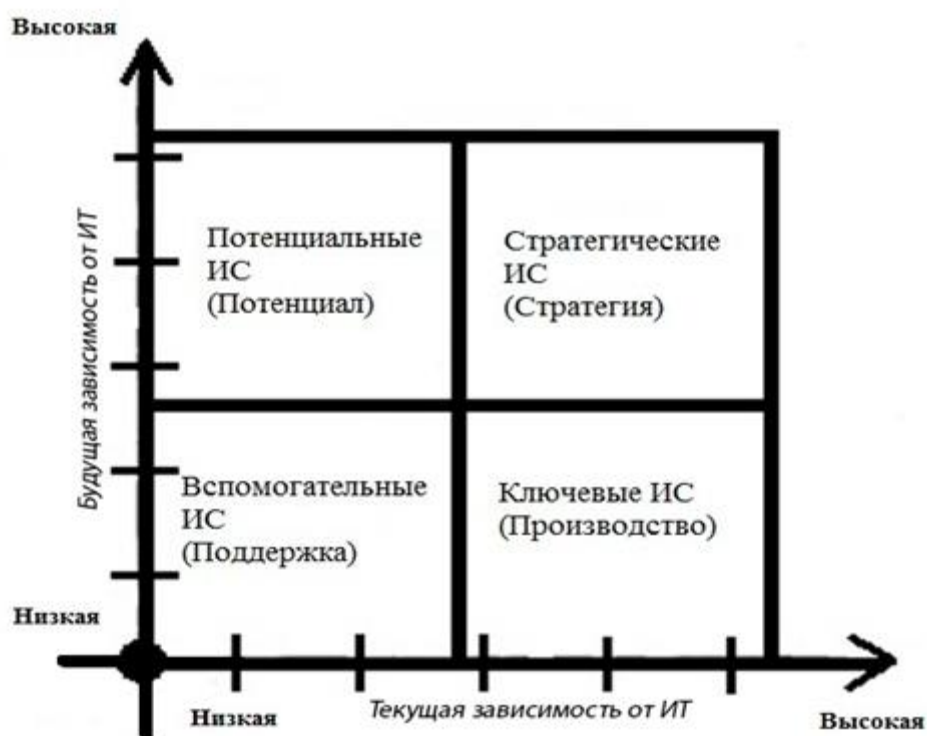 Высокая
Будущая зависимость от ИТ
Потенциальные
ИС
(Потенциал)
Стратегические
ИС
(Стратегия)
Вспомогательные
ИС
(Поддержка)
Ключевые ИС
(Производство)
Низкая
Низкая
Текущая зависимость от ИТ
Высокая